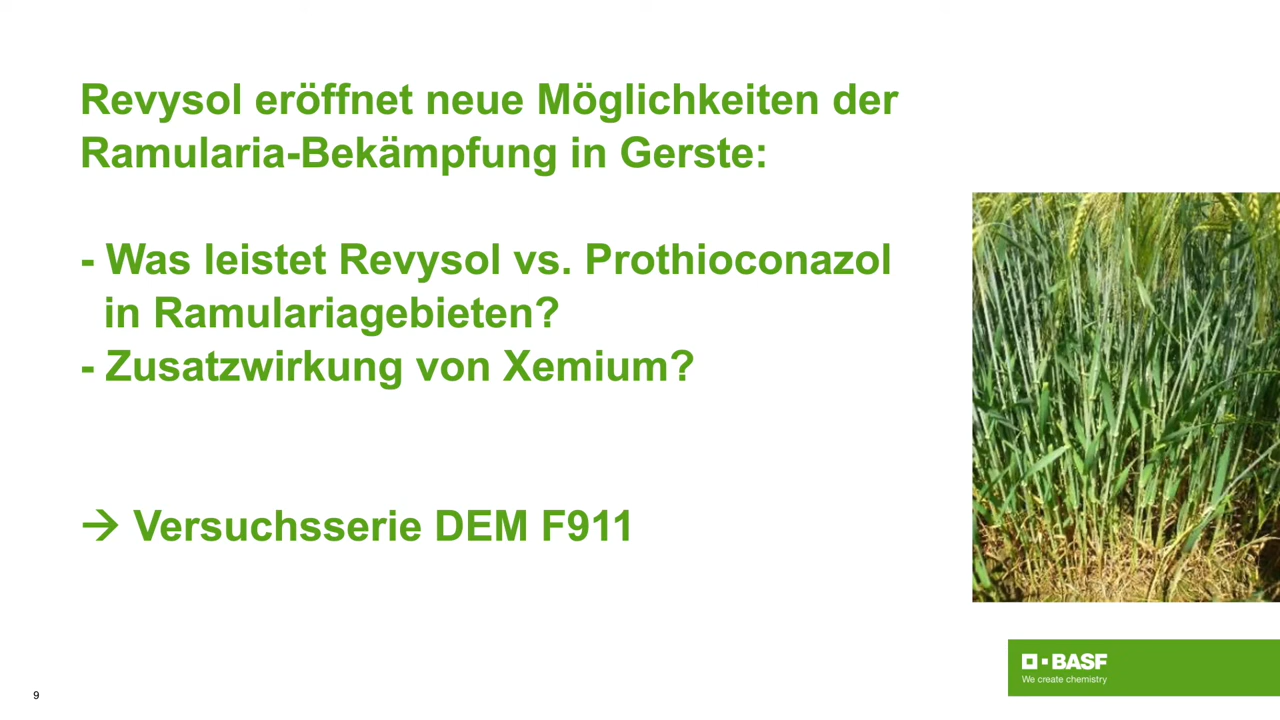 Revysol eröffnet neue Möglichkeiten der
Ramularia-Bekämpfung in Gerste:
- Was leistet Revysol vs. Prothioconazol
in Ramulariagebieten?
- Zusatzwirkung von Xemium?
→ Versuchsserie DEM F911
BASF
We create chemistry
9